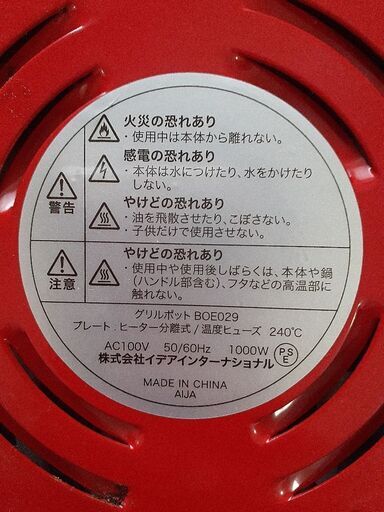 火災の恐れあり
・使用中は本体から離れない。
感電の恐れあり
・本体は水につけたり、水をかけたり
しない。
警告
やけどの恐れあり
・油を飛散させたり、こぼさない。
・子供だけで使用させない。
注意
やけどの恐れあり
・使用中や使用後しばらくは、本体や鍋
(ハンドル部含む)、フタなどの高温部に
触れない。
グリルポット BOE029
プレート:ヒーター分離式/温度ヒューズ 240℃
AC100V 50/60Hz 1000W PSE
株式会社イデアインターナショナル
MADE IN CHINA
AIJA